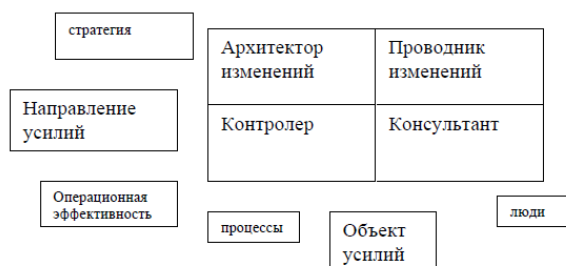 стратегия
Архитектор
изменений
Проводник
изменений
Направление
усилий
Контролер
Консультант
Операционная
эффективность
процессы
Объект
усилий
люди